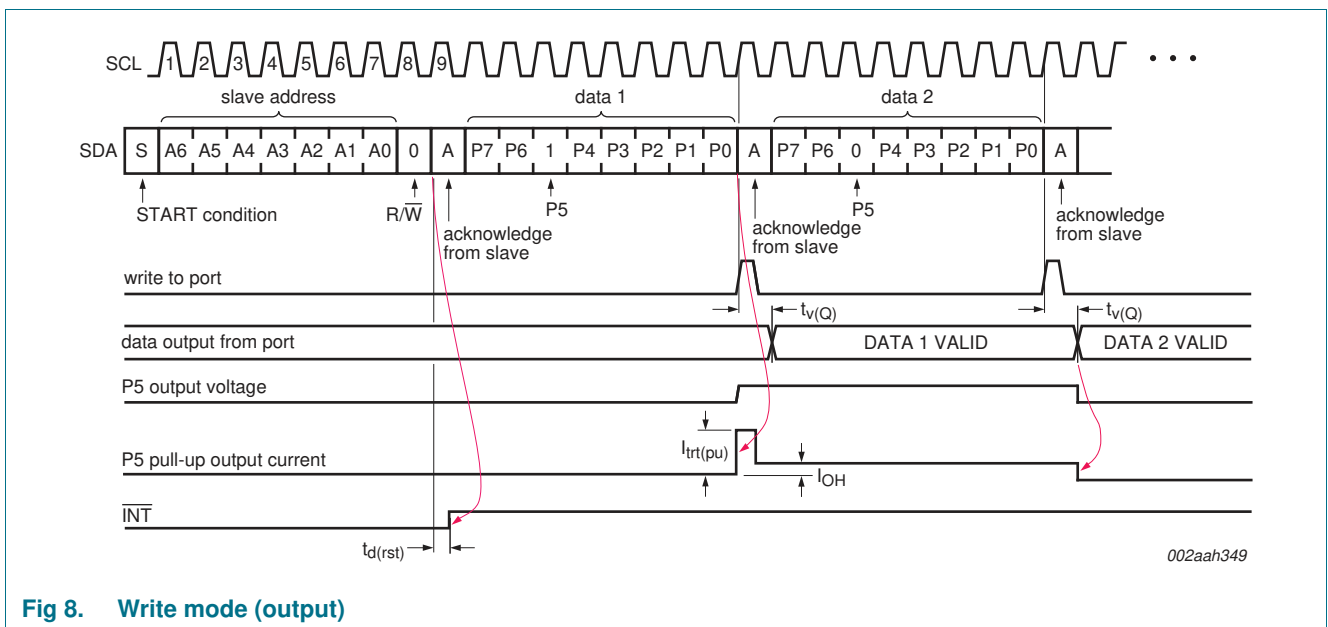 SCL 1 2 3 4 5 6 7 8 9
slave address data 1 data 2
SDA S A6 A5 A4 A3 A2 A1 A0 0 A P7 P6 1 P4 P3 P2 P1 P0 A P7 P6 0 P4 P3 P2 P1 P0 A
START condition R/W̅ P5 P5
acknowledge
from slave
acknowledge
from slave
acknowledge
from slave
write to port
tv(Q) tv(Q)
data output from port DATA 1 VALID DATA 2 VALID
P5 output voltage
Itrt(pu)
P5 pull-up output current
IOH
I̅N̅T̅
td(rst)
002aah349
Fig 8. Write mode (output)